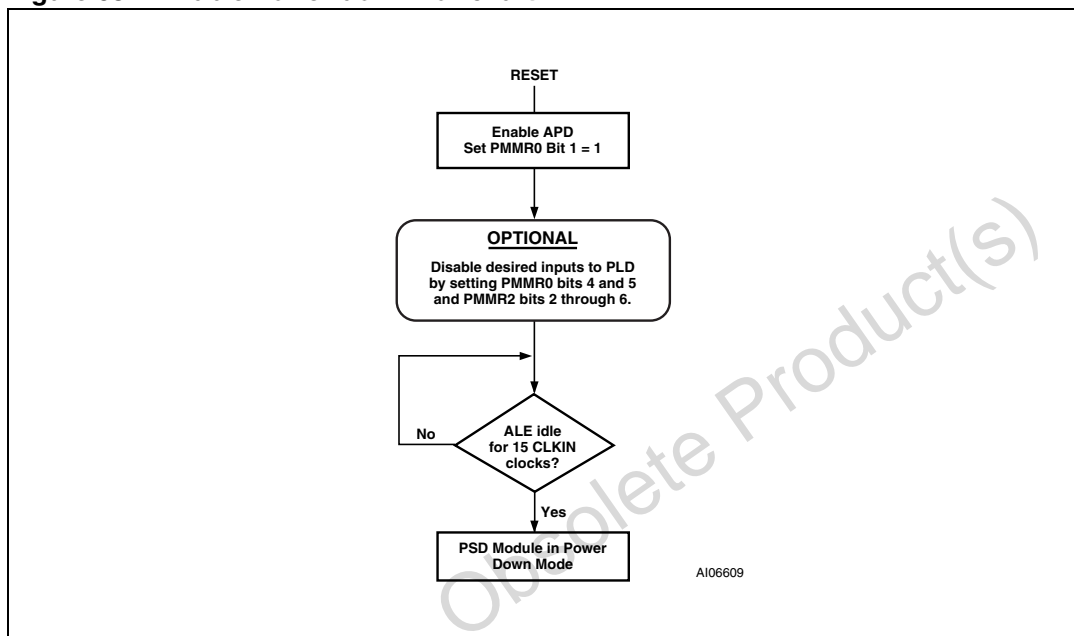 RESET
Enable APD
Set PMMR0 Bit 1 = 1
OPTIONAL
Disable desired inputs to PLD
by setting PMMR0 bits 4 and 5
and PMMR2 bits 2 through 6.
No
ALE idle
for 15 CLKIN
clocks?
Yes
PSD Module in Power
Down Mode
AI06609
Obsolete Product(s)